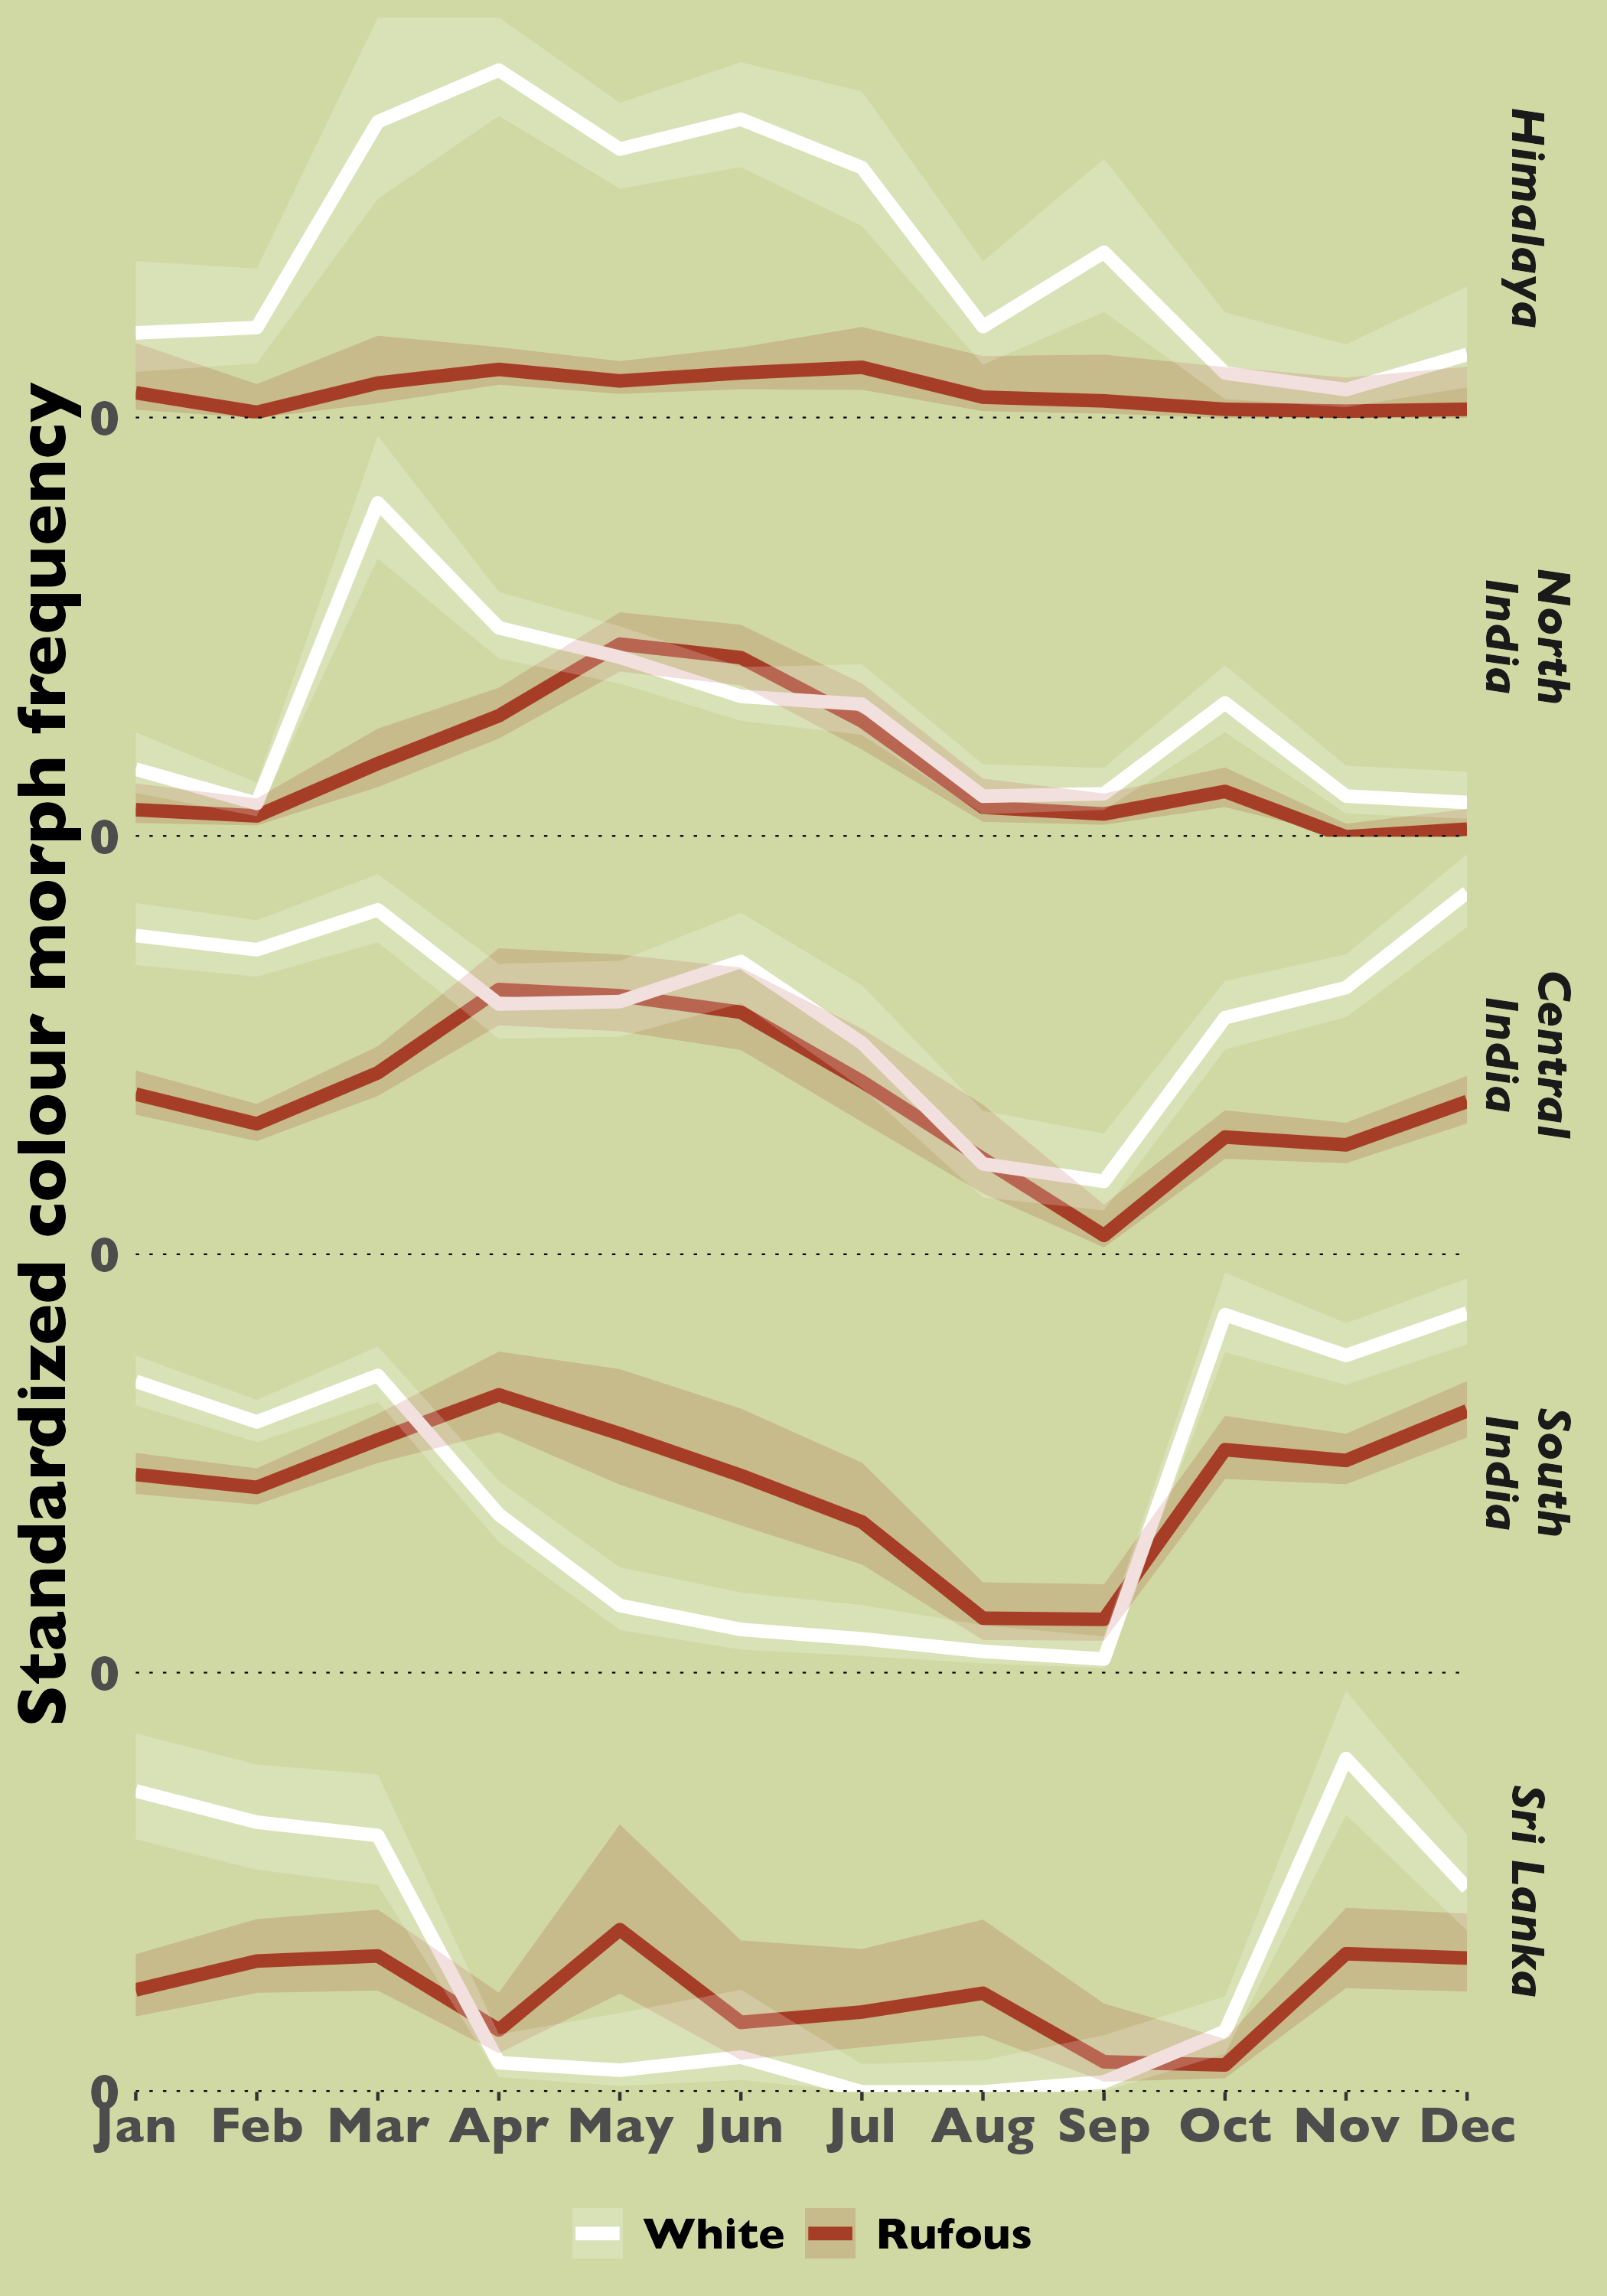 Standardized colour morph frequency
Himalaya
0
North
India
0
Central
India
0
South
India
0
Sri Lanka
0
Jan Feb Mar Apr May Jun Jul Aug Sep Oct Nov Dec
White Rufous